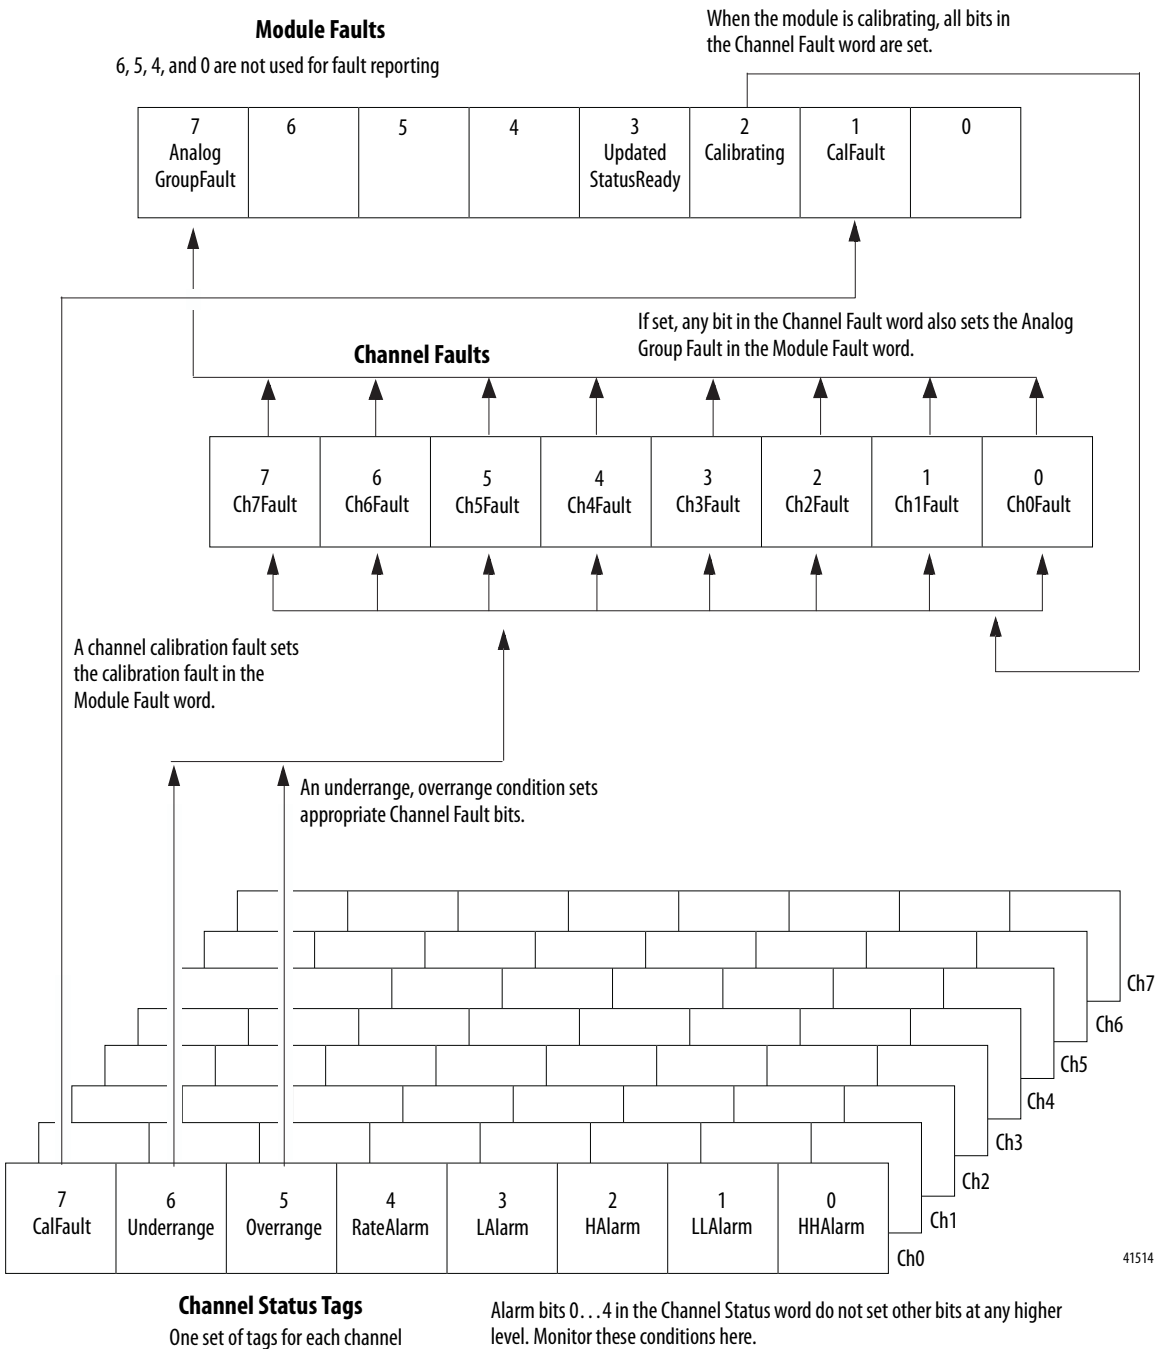 Module Faults
6, 5, 4, and 0 are not used for fault reporting
When the module is calibrating, all bits in
the Channel Fault word are set.
7
Analog
GroupFault
6
5
4
3
Updated
StatusReady
2
Calibrating
1
CalFault
0
If set, any bit in the Channel Fault word also sets the Analog
Group Fault in the Module Fault word.
Channel Faults
7
Ch7Fault
6
Ch6Fault
5
Ch5Fault
4
Ch4Fault
3
Ch3Fault
2
Ch2Fault
1
Ch1Fault
0
Ch0Fault
A channel calibration fault sets
the calibration fault in the
Module Fault word.
An underrange, overrange condition sets
appropriate Channel Fault bits.
Ch7
Ch6
Ch5
Ch4
Ch3
Ch2
Ch1
Ch0
7
CalFault
6
Underrange
5
Overrange
4
RateAlarm
3
LAlarm
2
HAlarm
1
LLAlarm
0
HHAlarm
41514
Channel Status Tags
One set of tags for each channel
Alarm bits 0...4 in the Channel Status word do not set other bits at any higher
level. Monitor these conditions here.